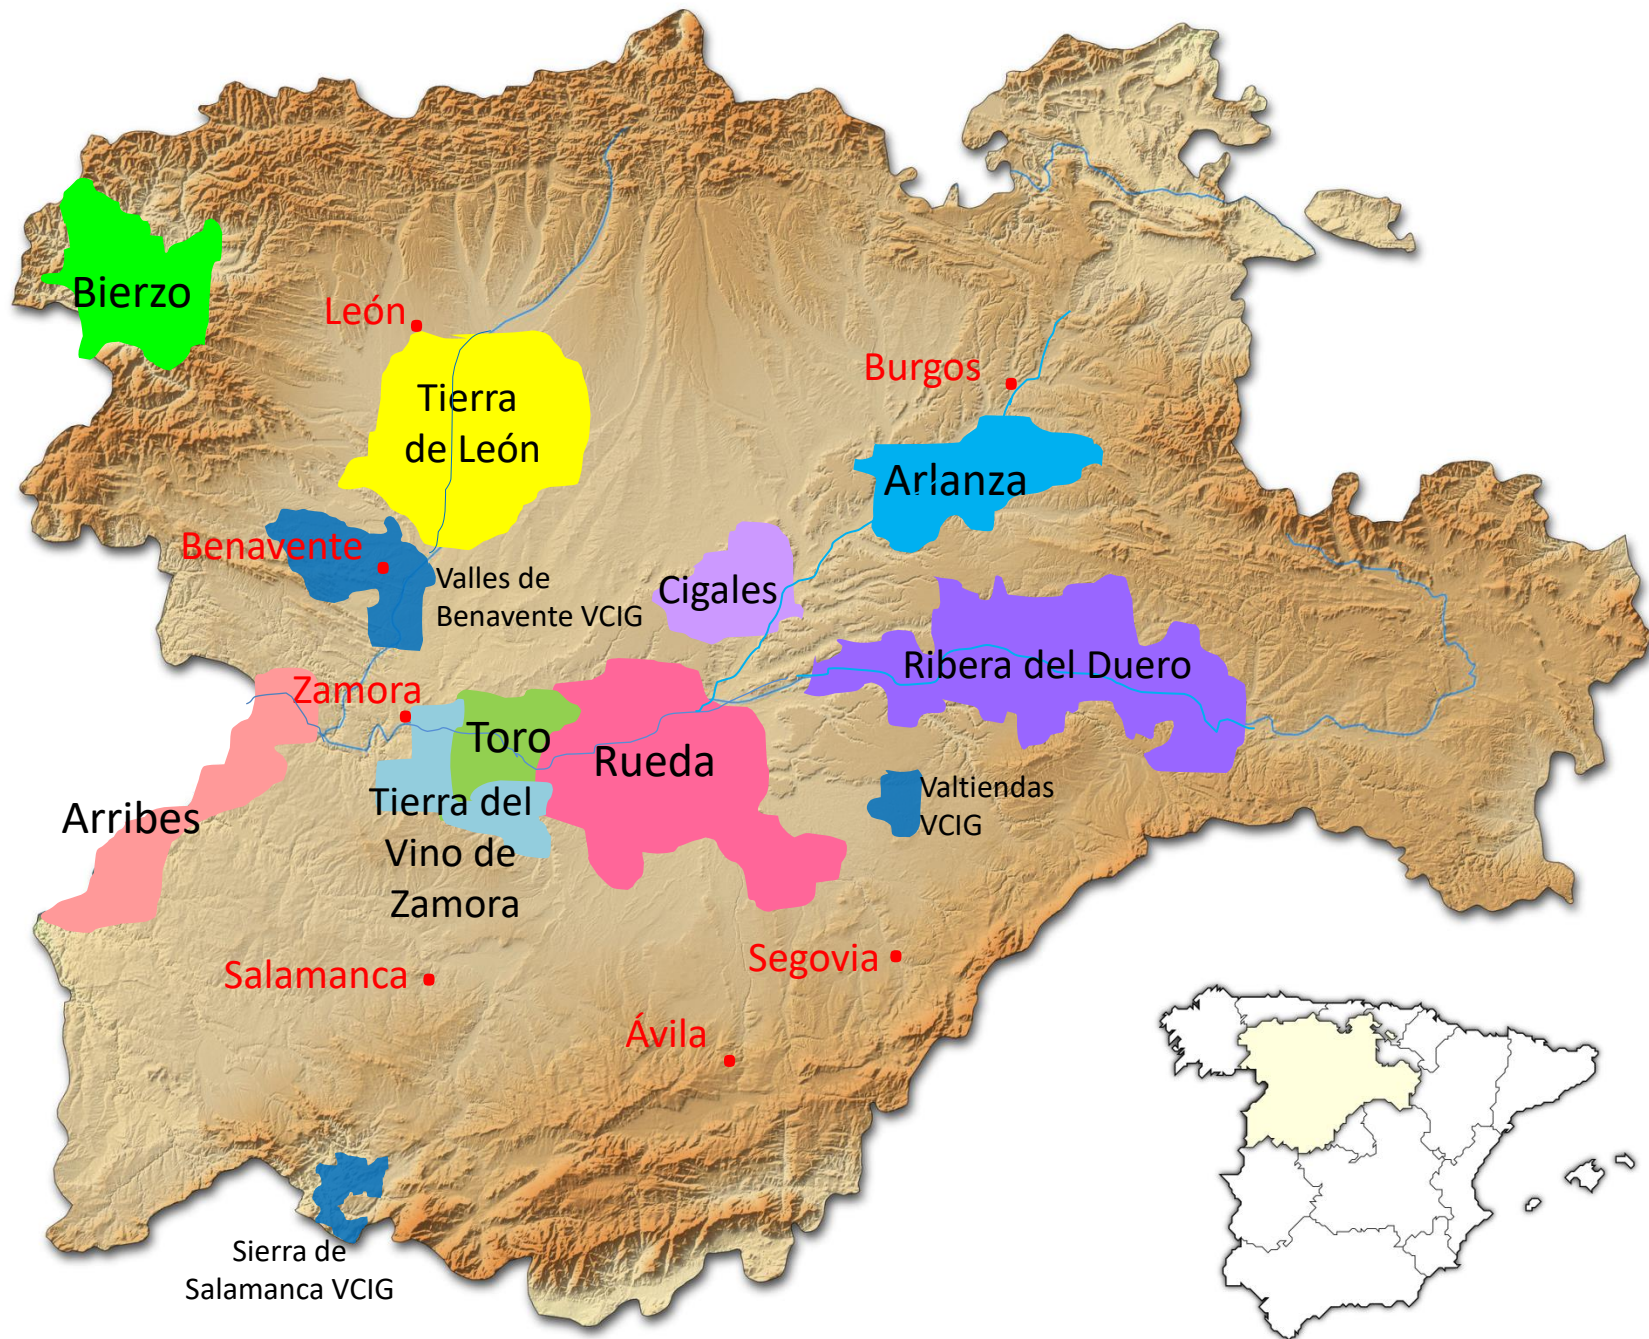 Bierzo
León
Tierra
de León
Burgos
Arlanza
Benavente
Valles de
Benavente VCIG
Cigales
Ribera del Duero
Zamora
Toro
Rueda
Arribes
Tierra del
Vino de
Zamora
Valtiendas
VCIG
Salamanca
Segovia
Ávila
Sierra de
Salamanca VCIG